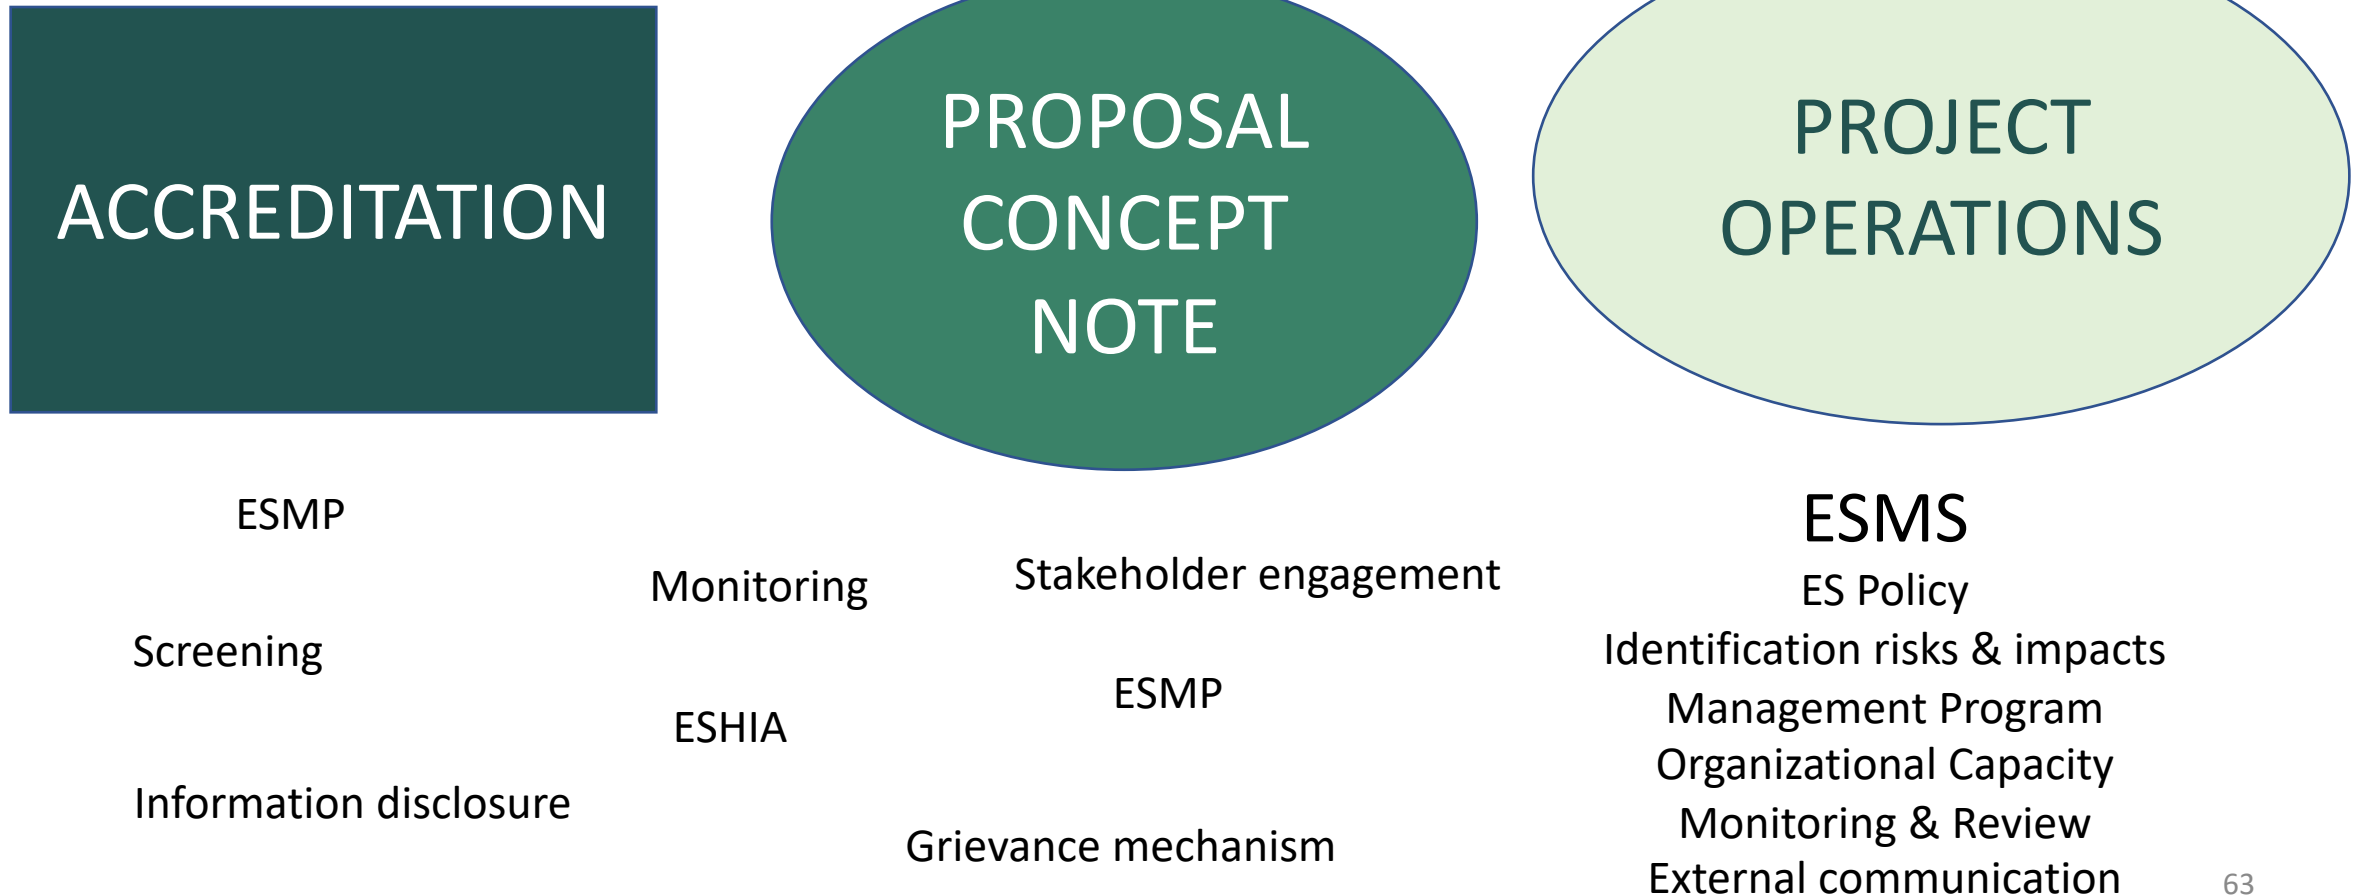 ACCREDITATION
PROPOSAL
CONCEPT
NOTE
PROJECT
OPERATIONS
ESMP
Monitoring
Screening
ESHIA
Information disclosure
Stakeholder engagement
ESMP
Grievance mechanism
ESMS
ES Policy
Identification risks & impacts
Management Program
Organizational Capacity
Monitoring & Review
External communication
63